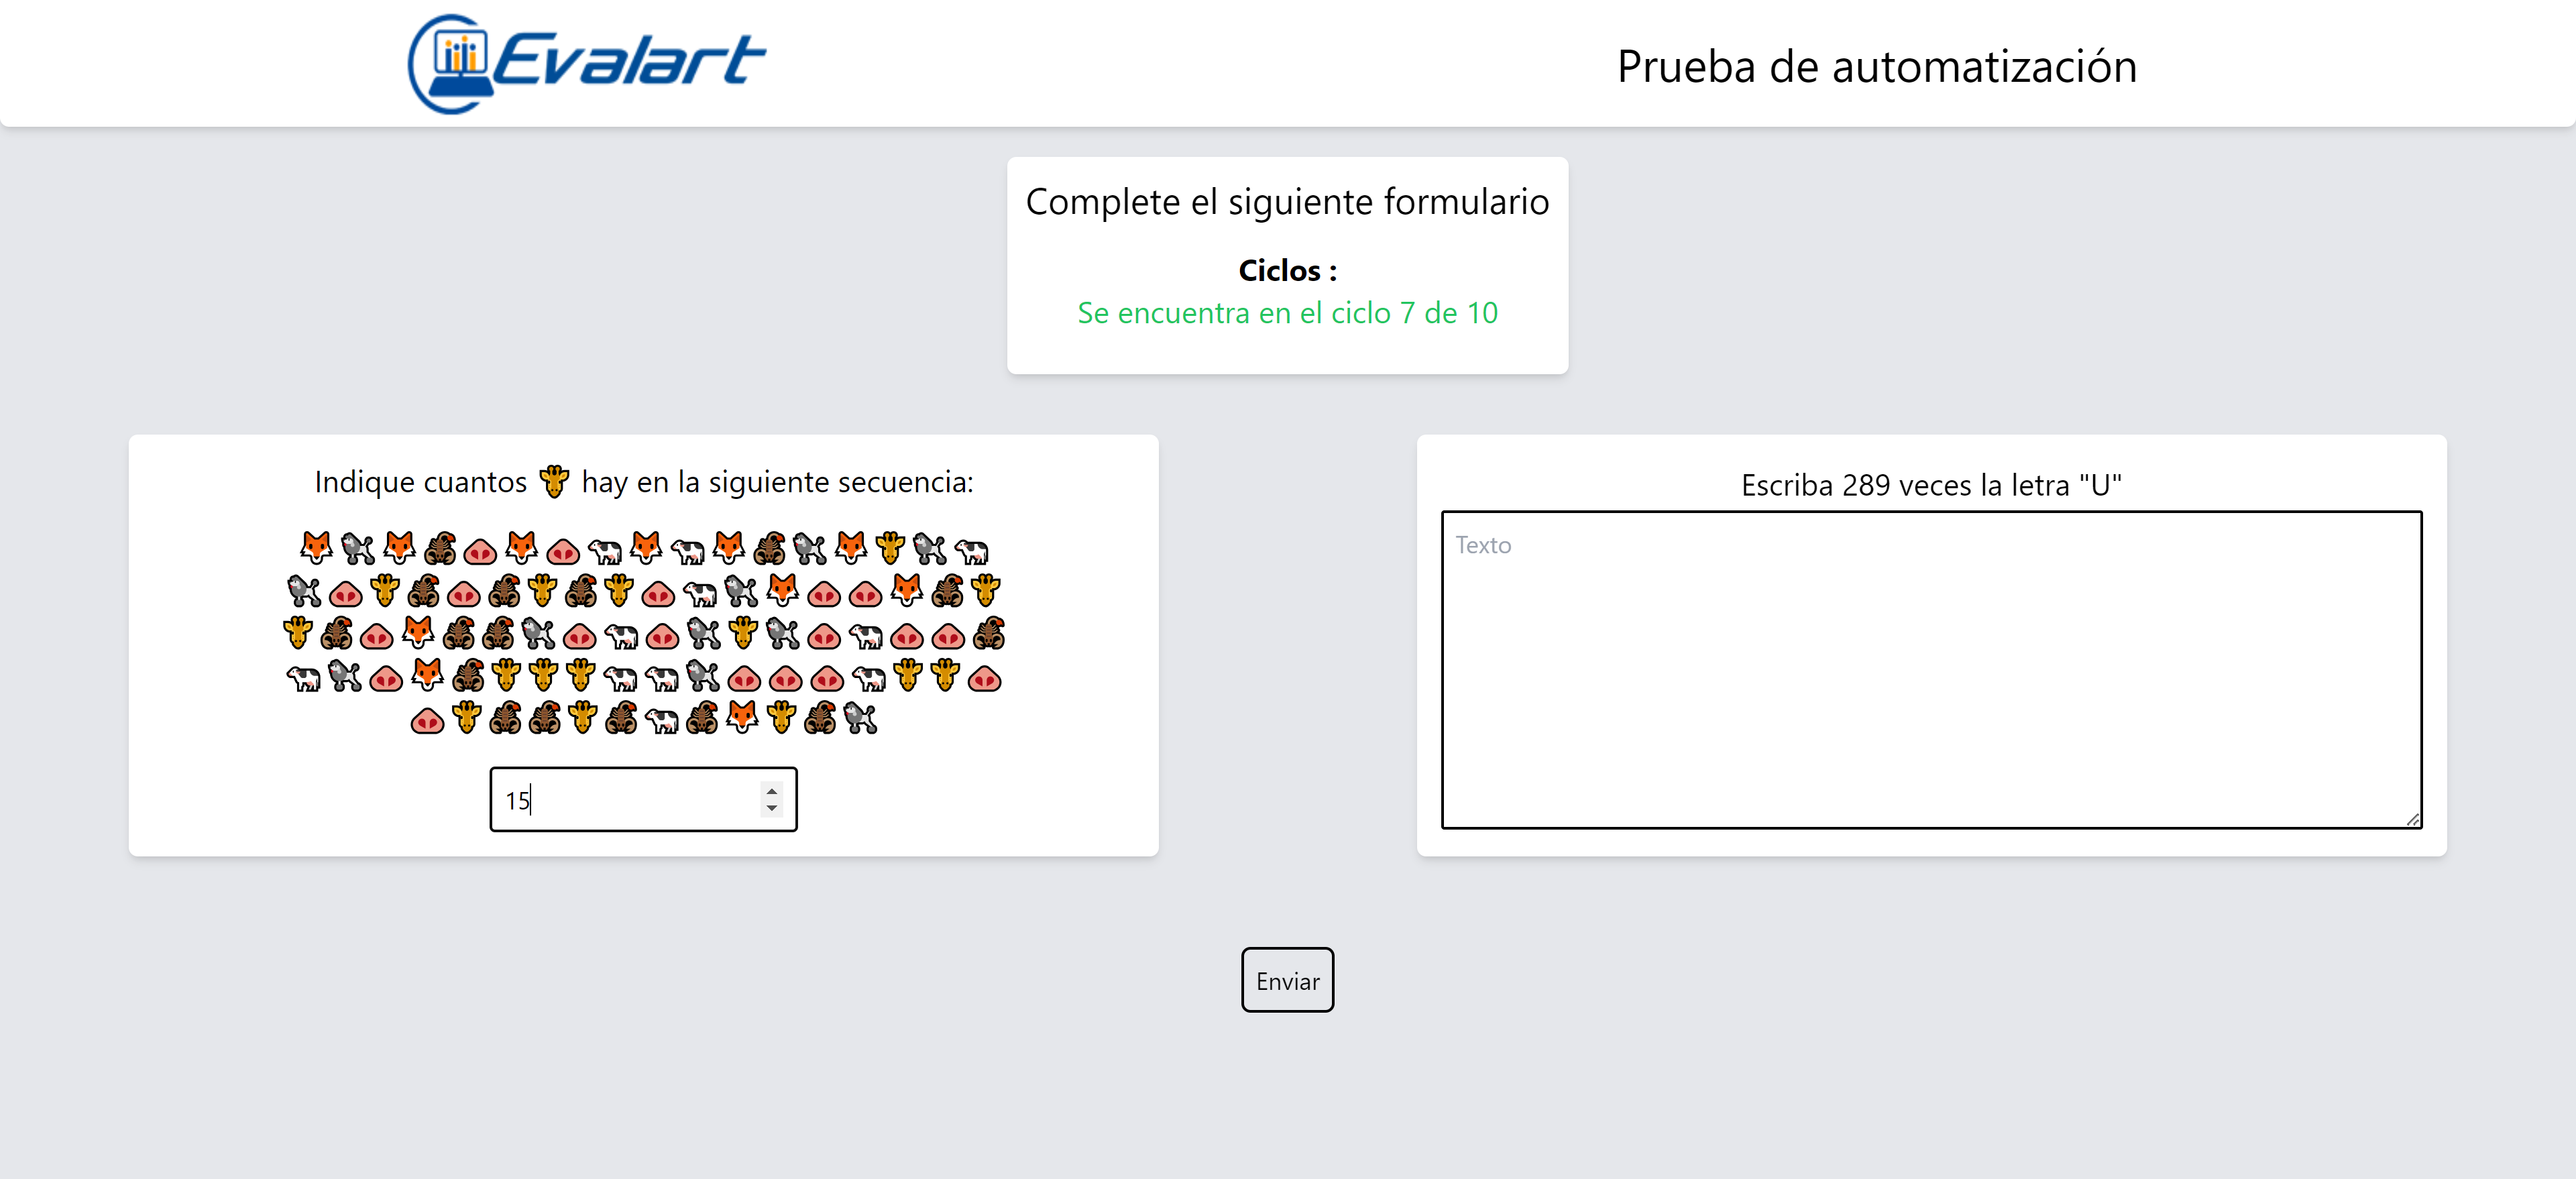 Evalart
Prueba de automatización
Complete el siguiente formulario
Ciclos :
Se encuentra en el ciclo 7 de 10
Indique cuantos 🦒 hay en la siguiente secuencia:
15
Escriba 289 veces la letra "U"
Texto
Enviar